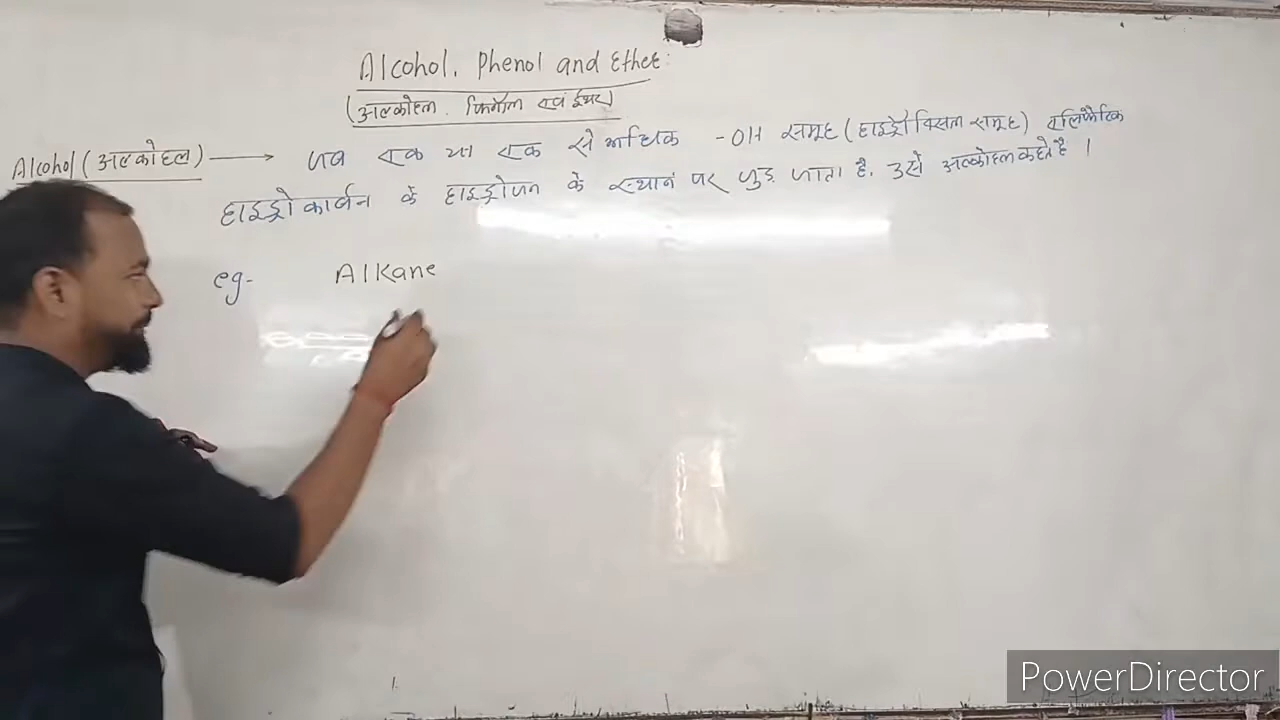 Alcohol, Phenol and Ether:
(अल्कोहल, फिनॉल एवं ईथर)
Alcohol (अल्कोहल) → जब एक या एक से अधिक -OH समूह (हाइड्रॉक्सिल समूह) एलिफैटिक
हाइड्रोकार्बन के हाइड्रोजन के स्थान पर जुड़ जाता है, उसे अल्कोहल कहते है ।
eg- Alkane
PowerDirector